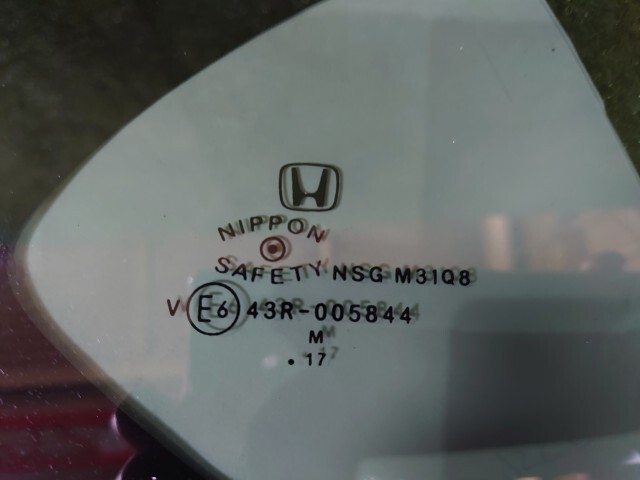 NIPPON
SAFETY NSG M31Q8
V E6 43R-005844
M
.17